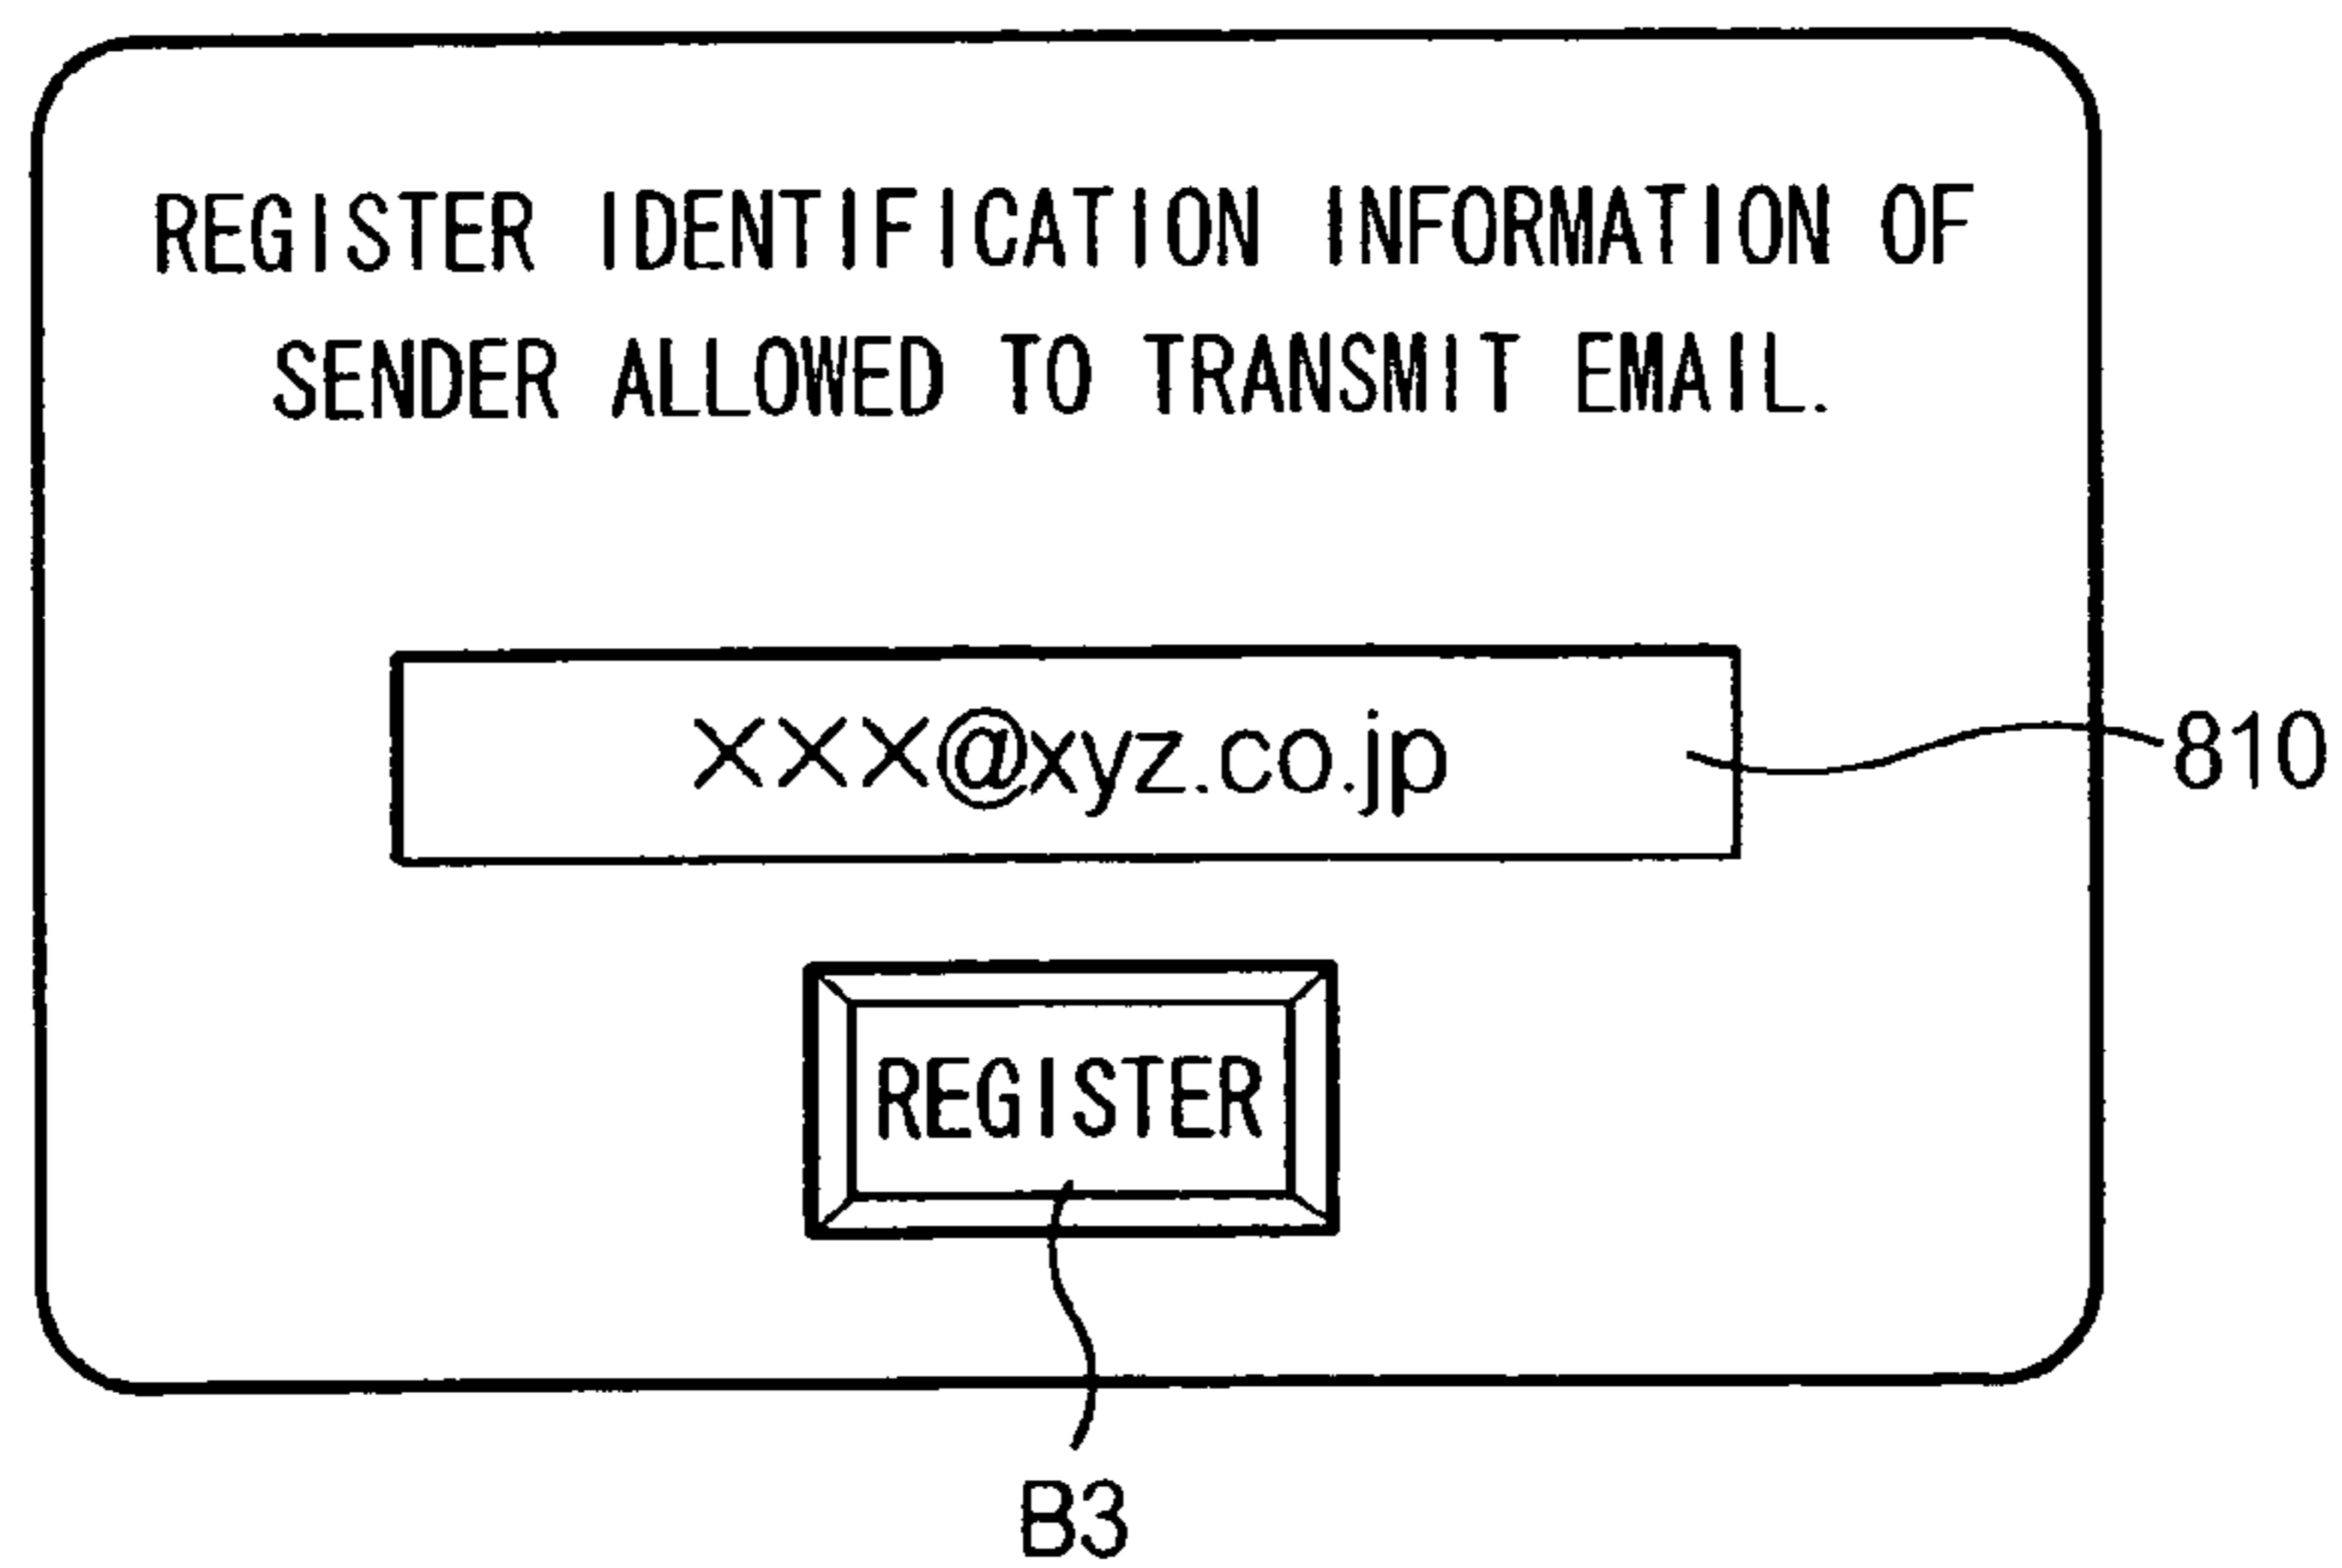 REGISTER IDENTIFICATION INFORMATION OF
SENDER ALLOWED TO TRANSMIT EMAIL.
×××@xyz.co.jp
810
REGISTER
B3